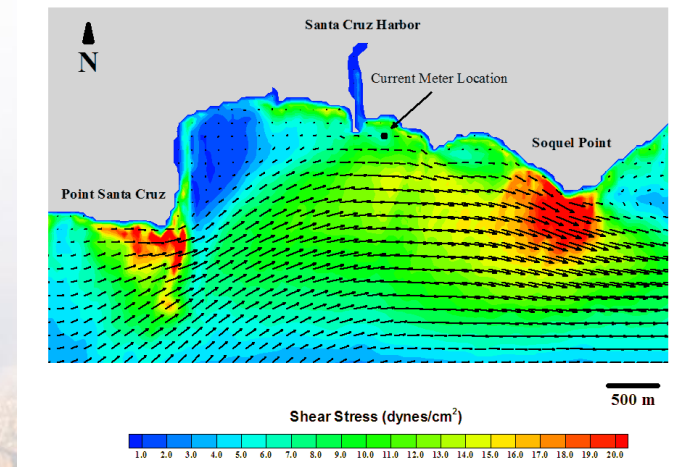 Santa Cruz Harbor
N
Current Meter Location
Soquel Point
Point Santa Cruz
500 m
Shear Stress (dynes/cm²)
1.0 2.0 3.0 4.0 5.0 6.0 7.0 8.0 9.0 10.0 11.0 12.0 13.0 14.0 15.0 16.0 17.0 18.0 19.0 20.0